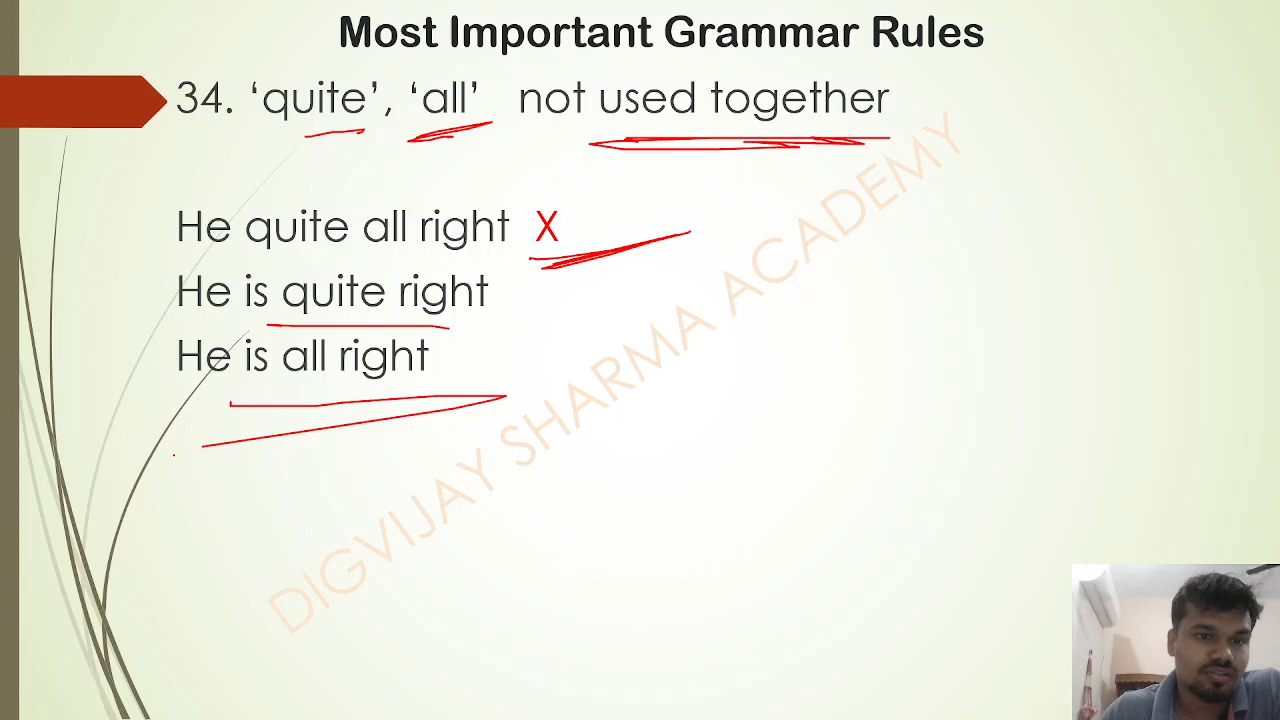 Most Important Grammar Rules
34. ‘quite’, ‘all’ not used together
He quite all right X
He is quite right
He is all right
DIGVIJAY SHARMA ACADEMY